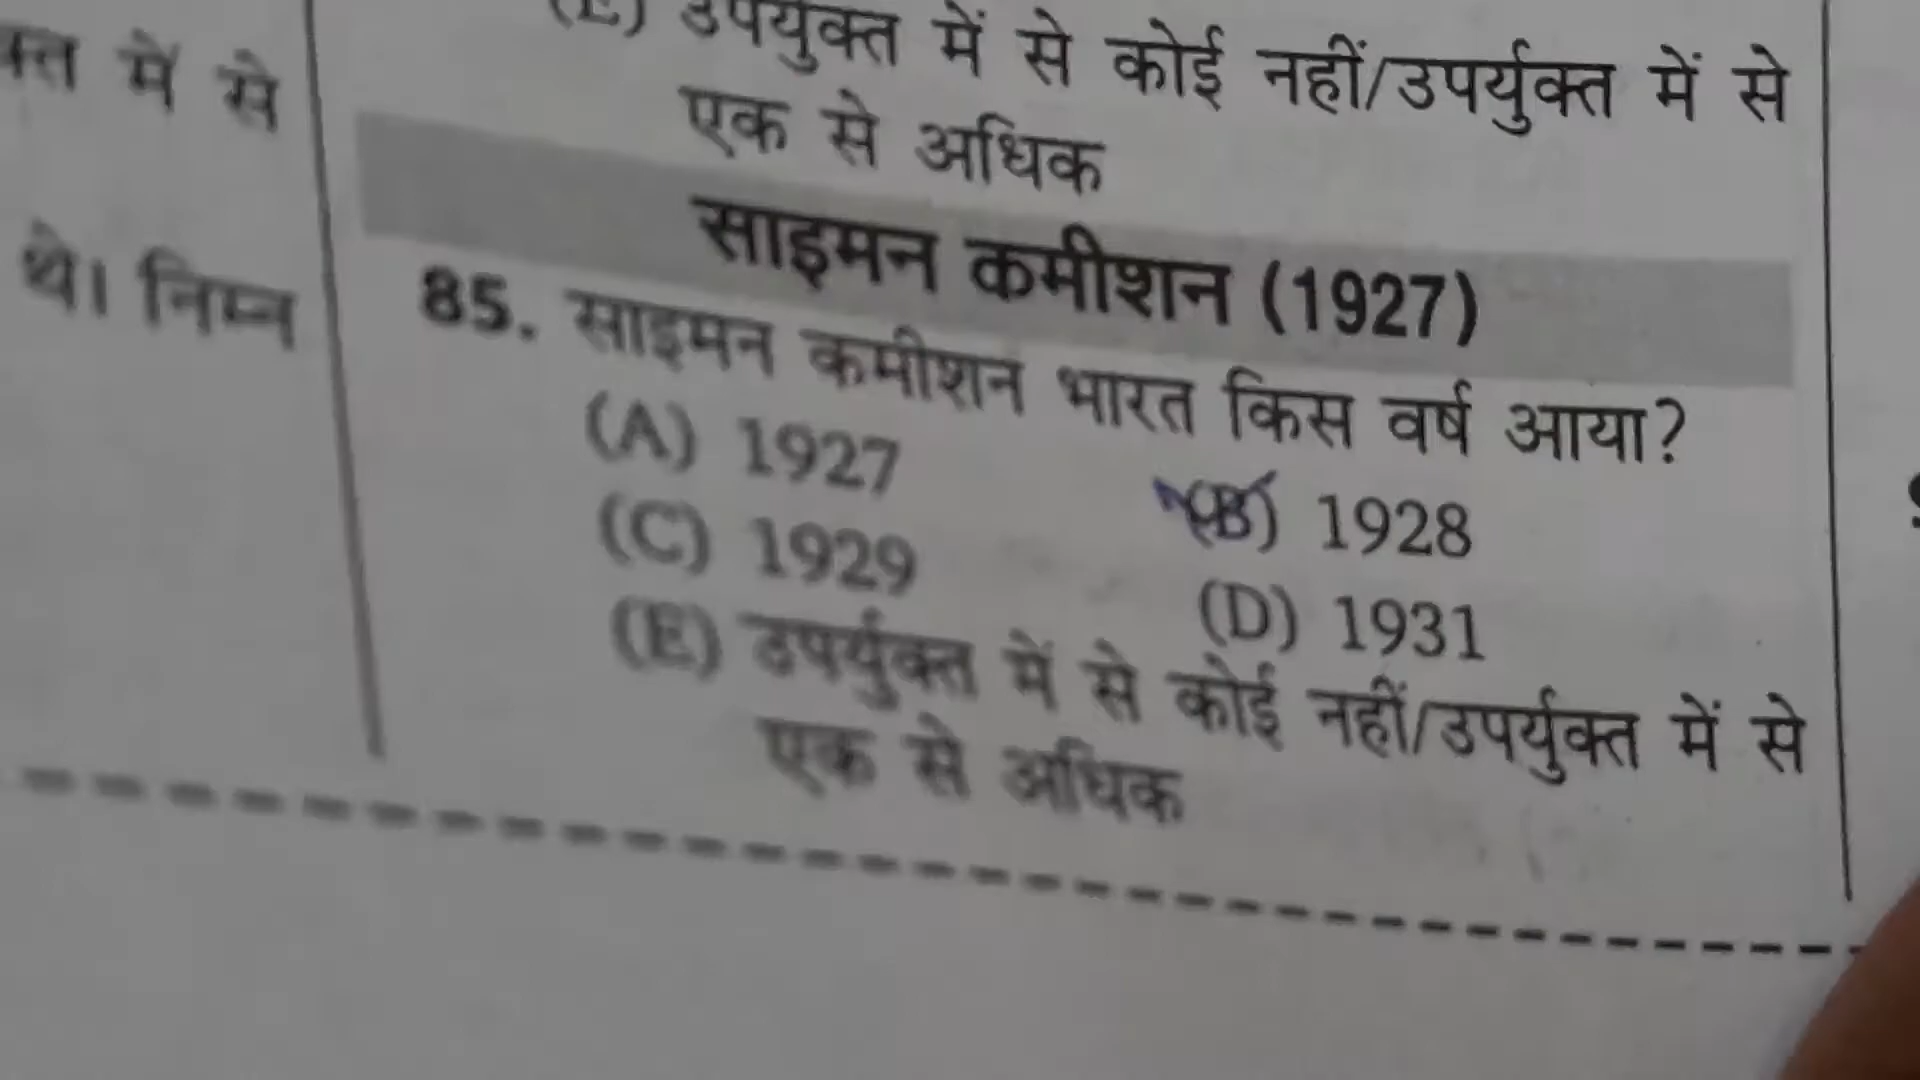 क्त में से
थे। निम्न
(E) उपर्युक्त में से कोई नहीं/उपर्युक्त में से
एक से अधिक
साइमन कमीशन (1927)
85. साइमन कमीशन भारत किस वर्ष आया?
(A) 1927 (B) 1928
(C) 1929 (D) 1931
(E) उपर्युक्त में से कोई नहीं/उपर्युक्त में से
एक से अधिक